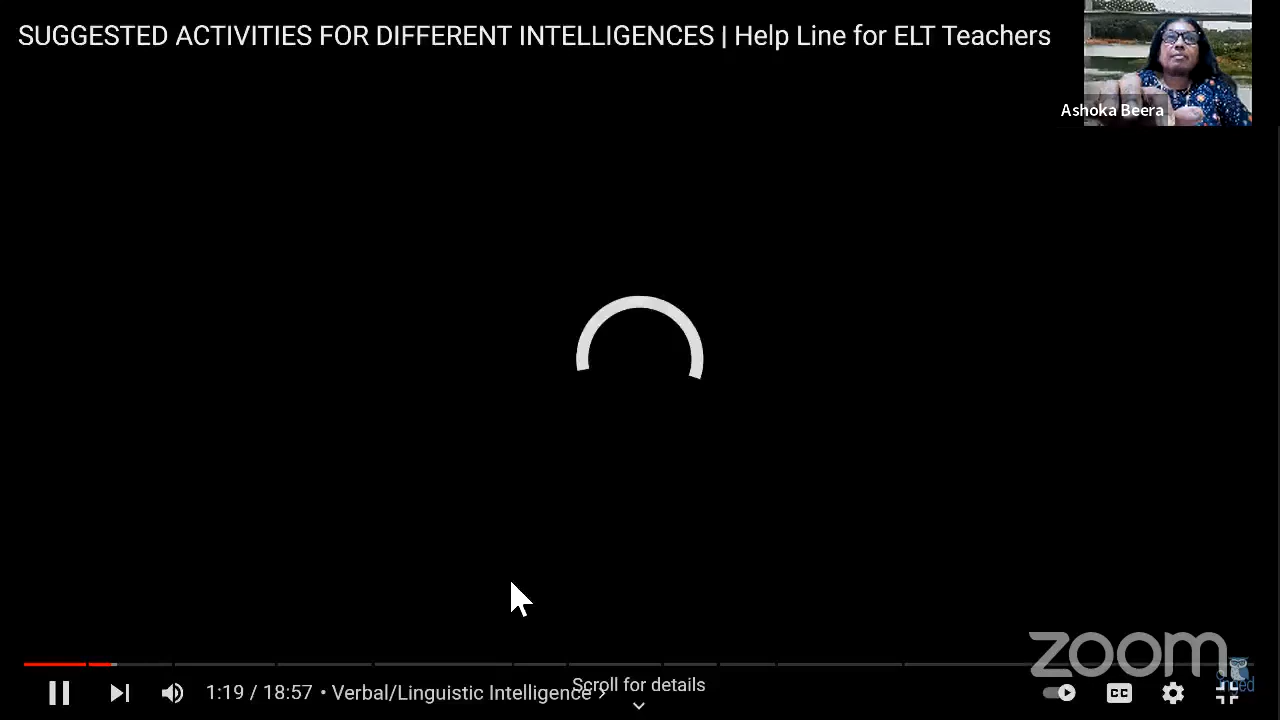 SUGGESTED ACTIVITIES FOR DIFFERENT INTELLIGENCES | Help Line for ELT Teachers
Ashoka Beera
zoom
1:19 / 18:57 • Verbal/Linguistic Intelligence
Scroll for details
CC